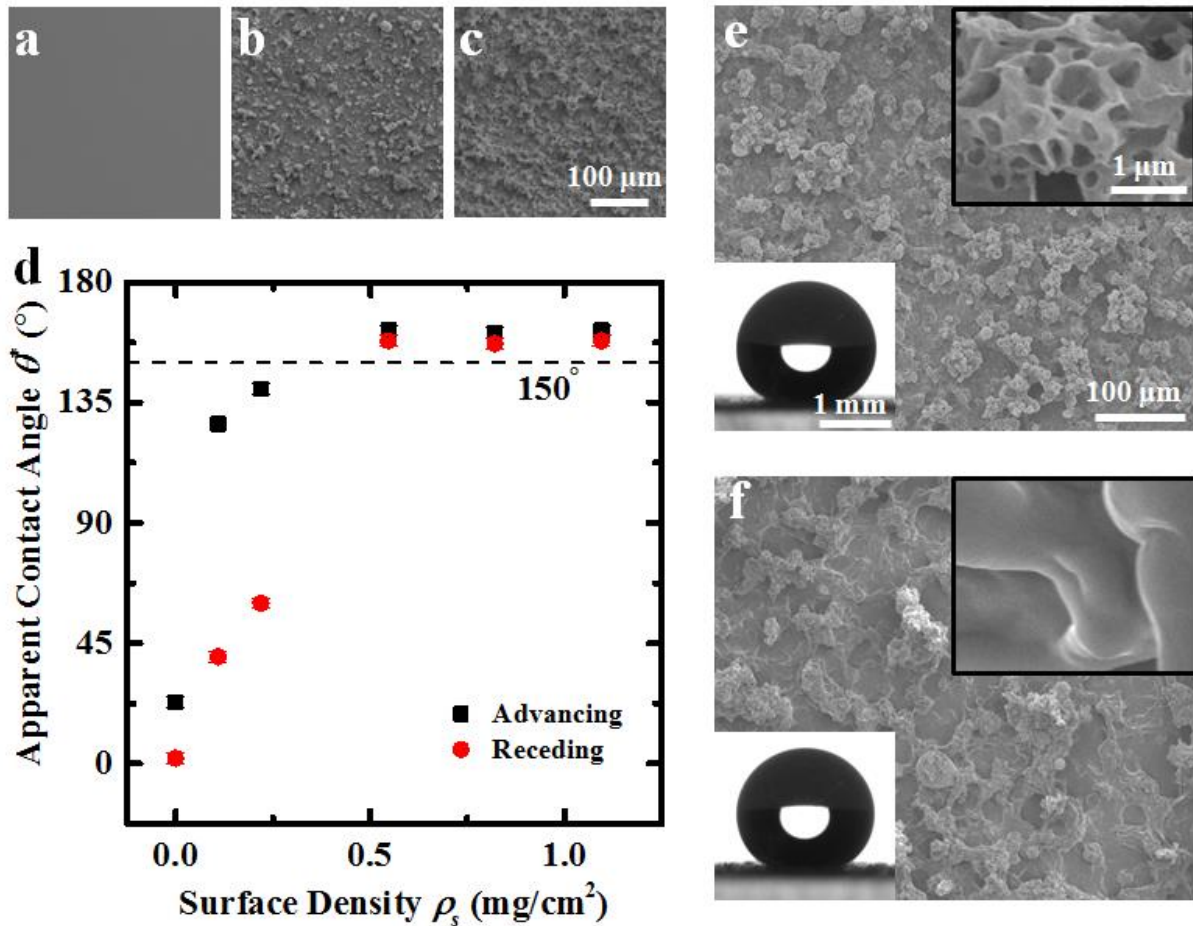 a
b
c
100 μm
d
180
135
90
45
0
150°
Advancing
Receding
0.0
0.5
1.0
Apparent Contact Angle θ* (°)
Surface Density ρs (mg/cm²)
e
1 μm
1 mm
100 μm
f